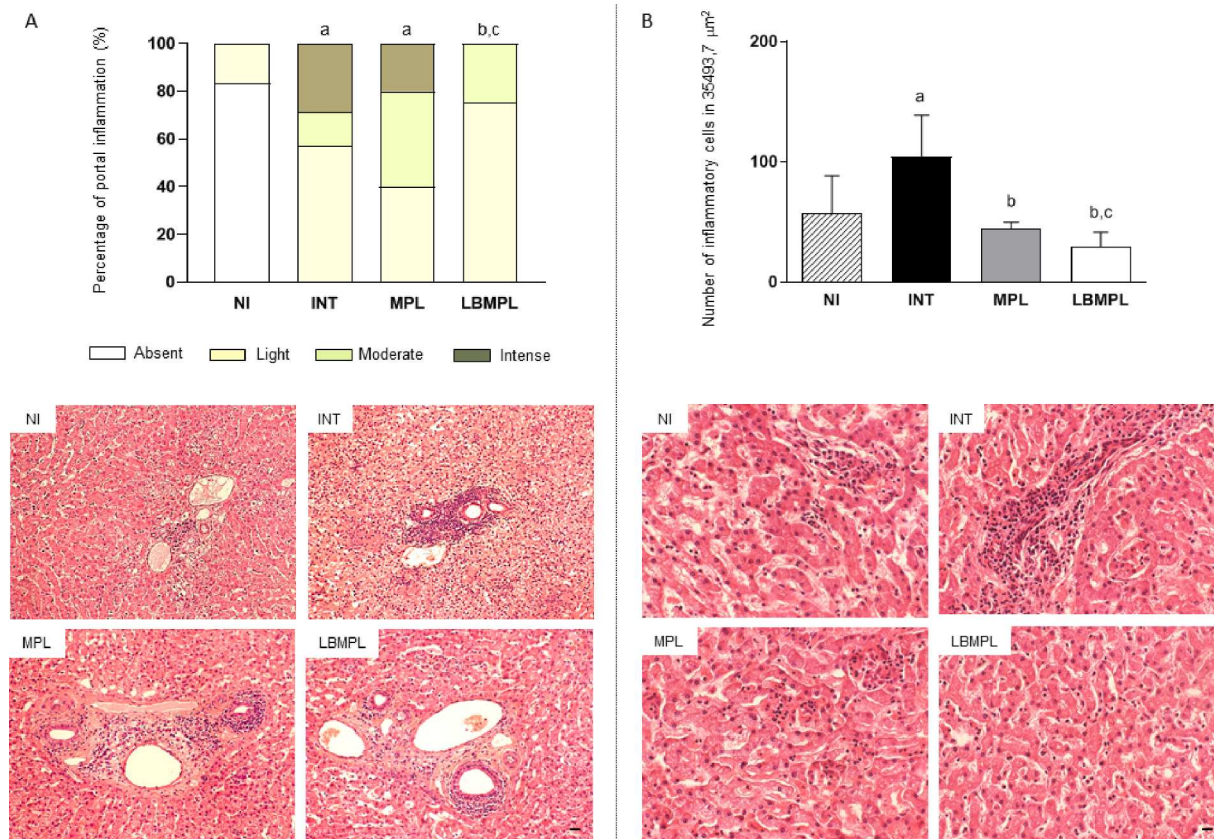 A
Percentage of portal inflammation (%)
100
80
60
40
20
0
a
a
b,c
NI
INT
MPL
LBMPL
Absent
Light
Moderate
Intense
NI
INT
MPL
LBMPL
B
Number of inflammatory cells in 35493,7 µm²
200
100
0
a
b
b,c
NI
INT
MPL
LBMPL
NI
INT
MPL
LBMPL